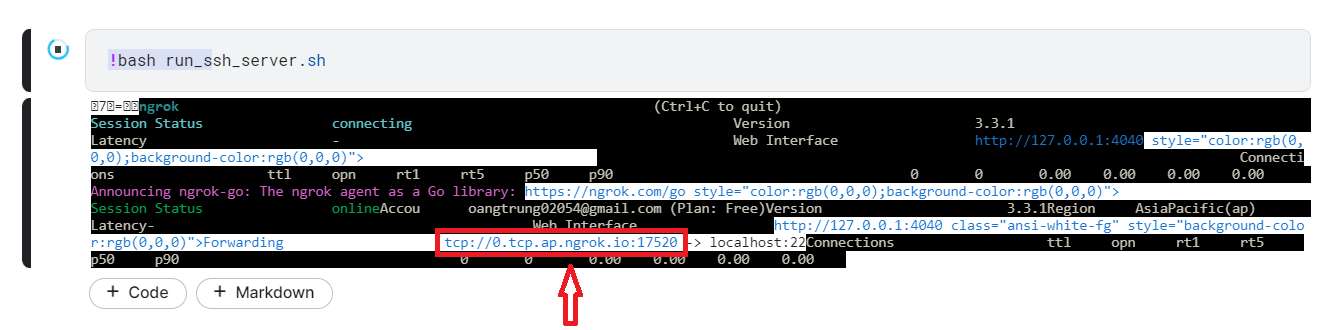 !bash run_ssh_server.sh
7=ngrok (Ctrl+C to quit)
Session Status connecting Version 3.3.1
Latency - Web Interface http://127.0.0.1:4040 style="color:rgb(0,
0,0);background-color:rgb(0,0,0)">
Connecti
ons ttl opn rt1 rt5 p50 p90 0 0 0.00 0.00 0.00 0.00
Announcing ngrok-go: The ngrok agent as a Go library: https://ngrok.com/go style="color:rgb(0,0,0);background-color:rgb(0,0,0)">
Session Status onlineAccou oangtrung02054@gmail.com (Plan: Free)Version 3.3.1Region AsiaPacific(ap)
Latency- Web Interface http://127.0.0.1:4040 class="ansi-white-fg" style="background-colo
r:rgb(0,0,0)">Forwarding tcp://0.tcp.ap.ngrok.io:17520 -> localhost:22Connections ttl opn rt1 rt5
p50 p90 0 0 0.00 0.00 0.00 0.00
+ Code + Markdown